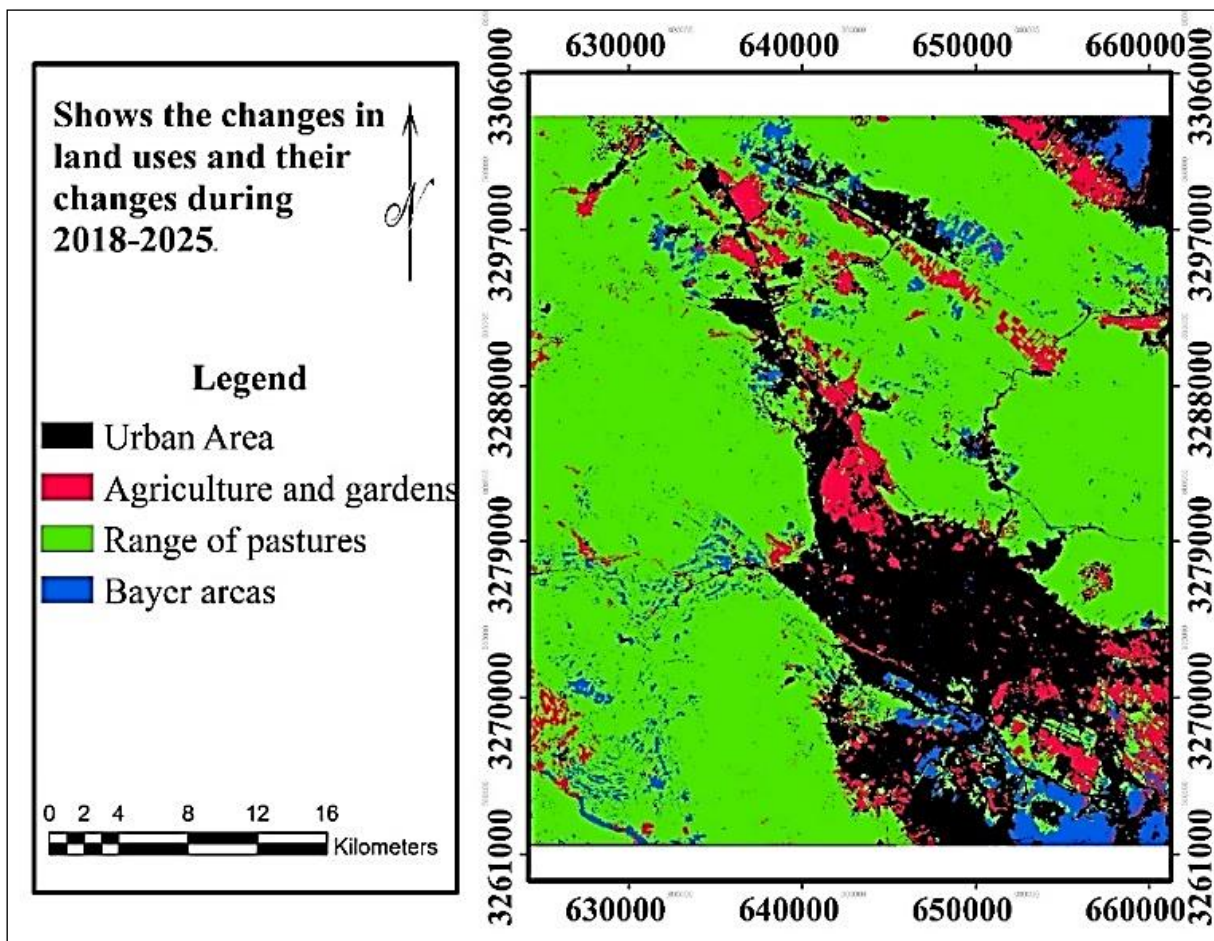 Shows the changes in
land uses and their
changes during
2018-2025.
N
Legend
Urban Area
Agriculture and gardens
Range of pastures
Bayer areas
0 2 4 8 12 16
Kilometers
630000 640000 650000 660000
3306000
3297000
3288000
3279000
3270000
3261000
3306000
3297000
3288000
3279000
3270000
3261000
630000 640000 650000 660000